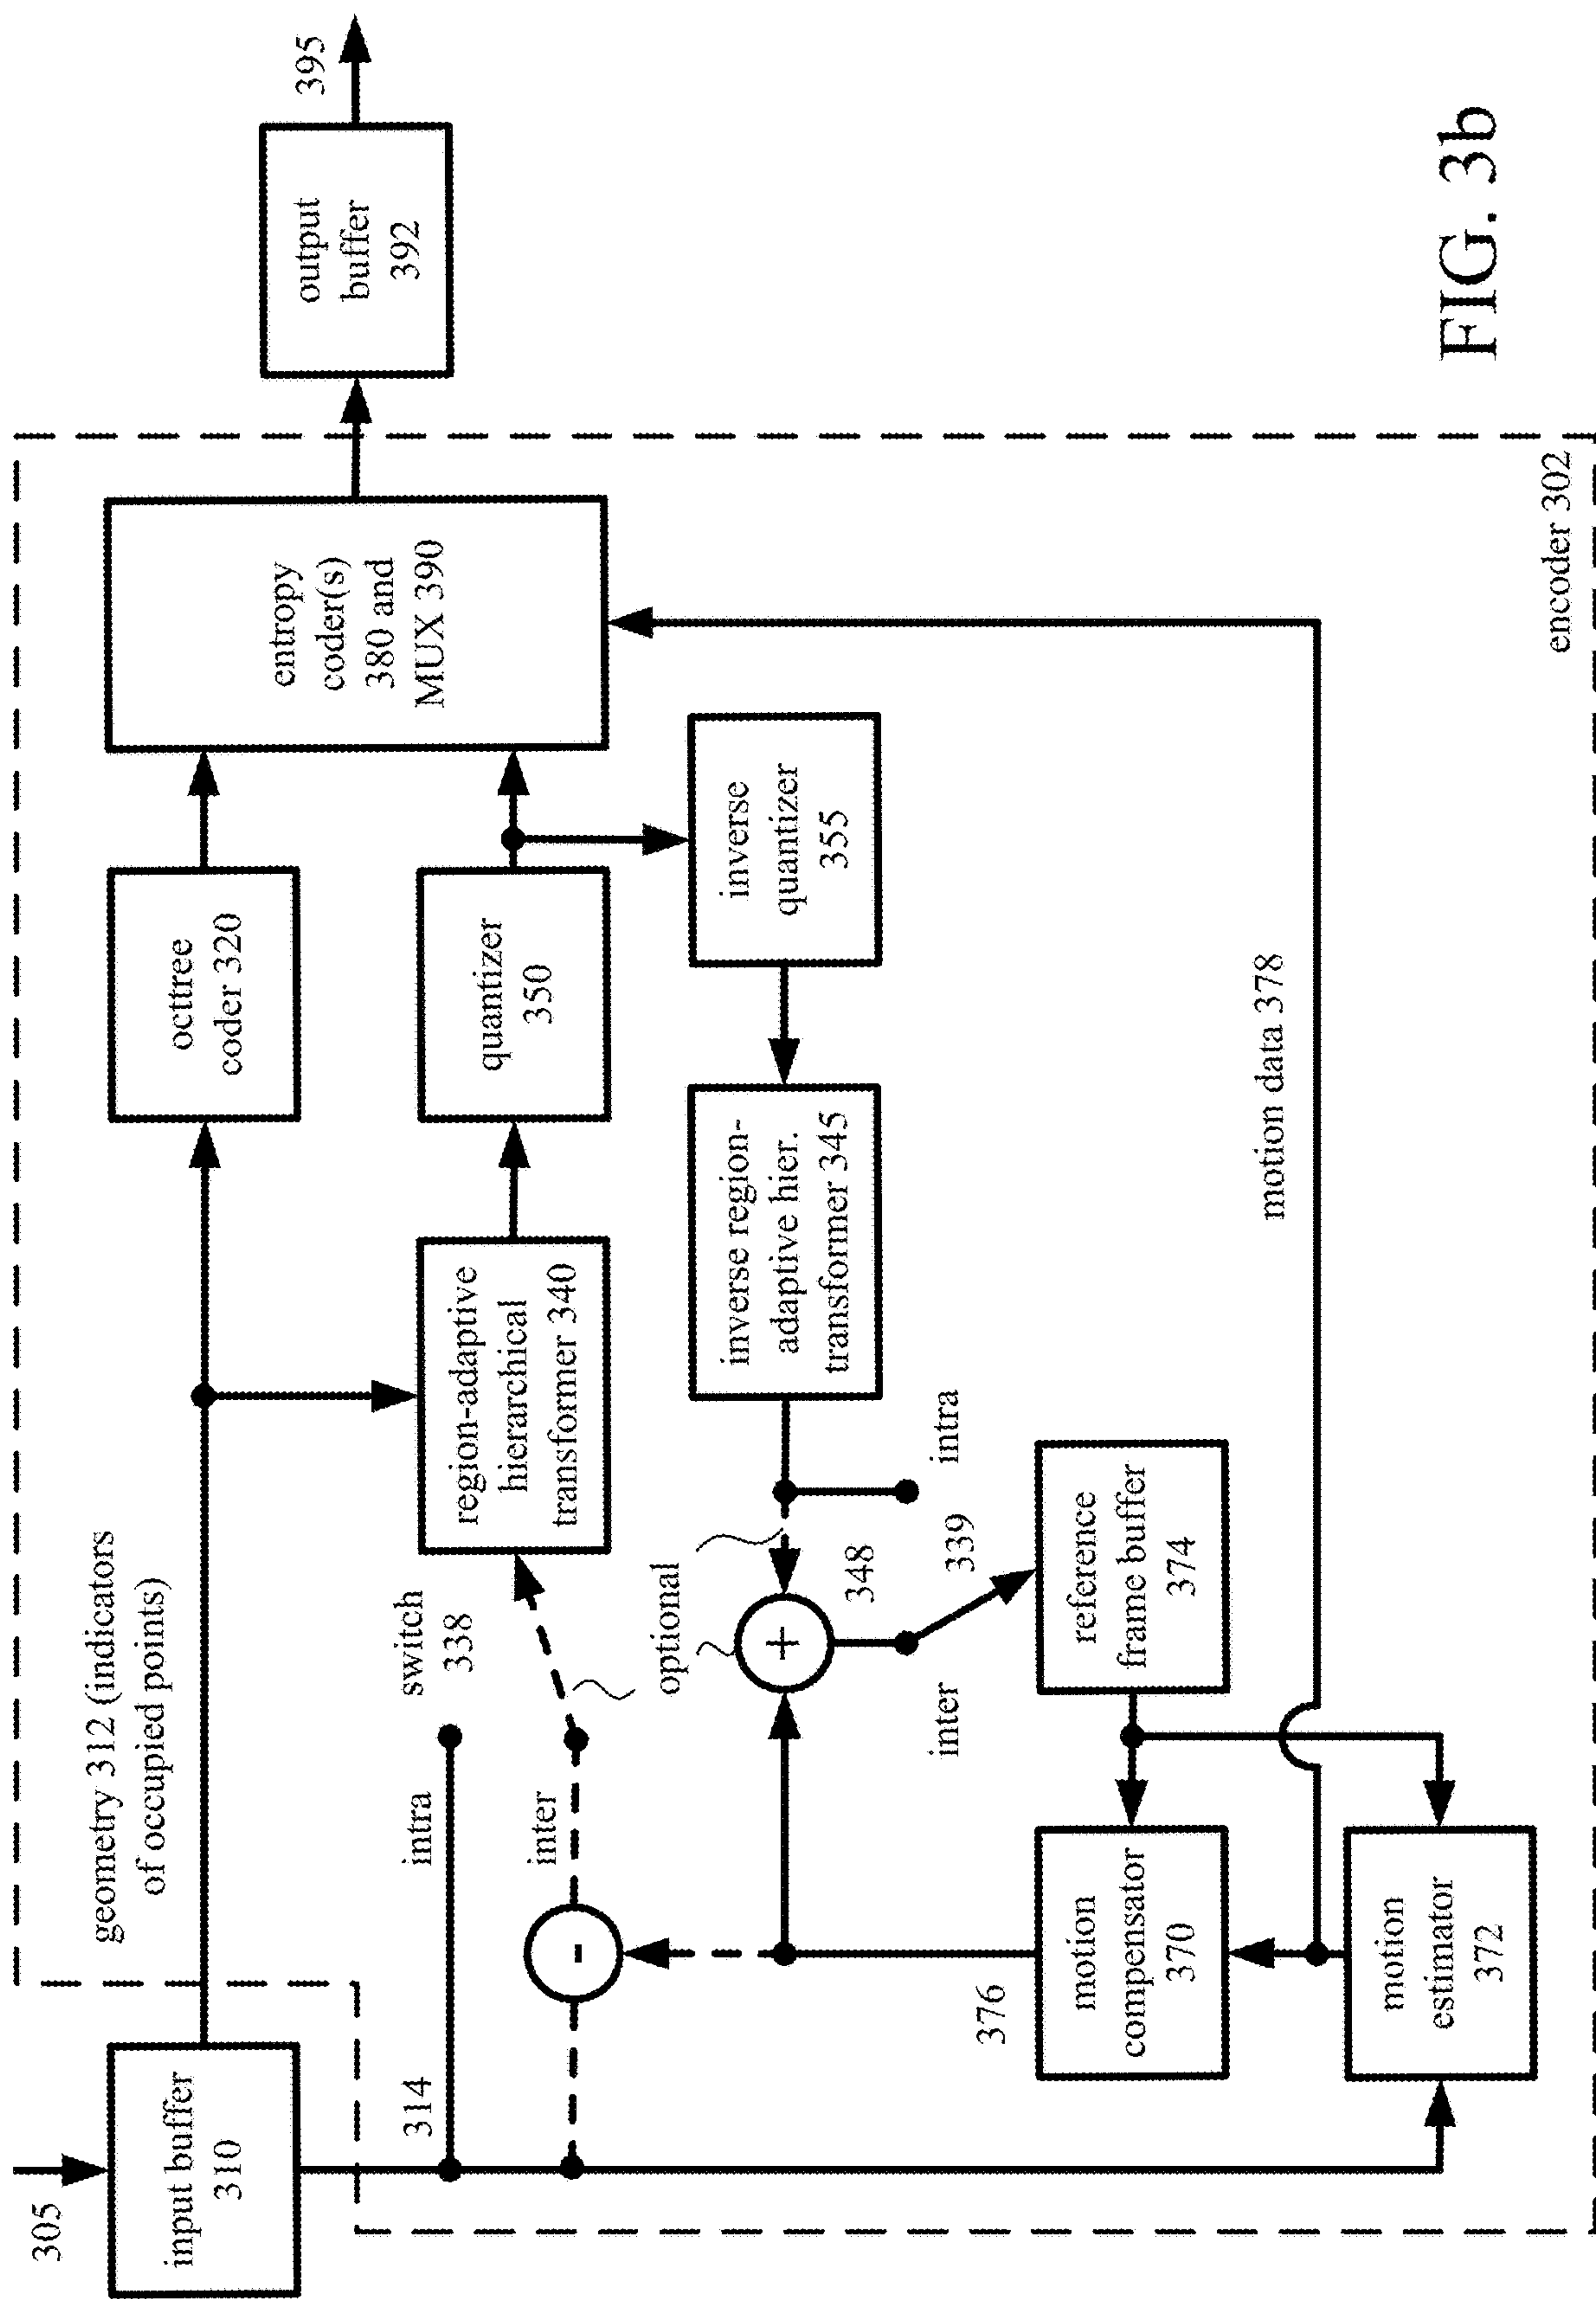 305
input buffer
310
geometry 312 (indicators
of occupied points)
314
intra
switch
338
inter
optional
region-adaptive
hierarchical
transformer 340
octtree
coder 320
quantizer
350
entropy
coder(s)
380 and
MUX 390
output
buffer
392
395
inverse
quantizer
355
inverse region-
adaptive hier.
transformer 345
intra
348
339
inter
+
-
reference
frame buffer
374
376
motion
compensator
370
motion
estimator
372
motion data 378
encoder 302
FIG. 3b